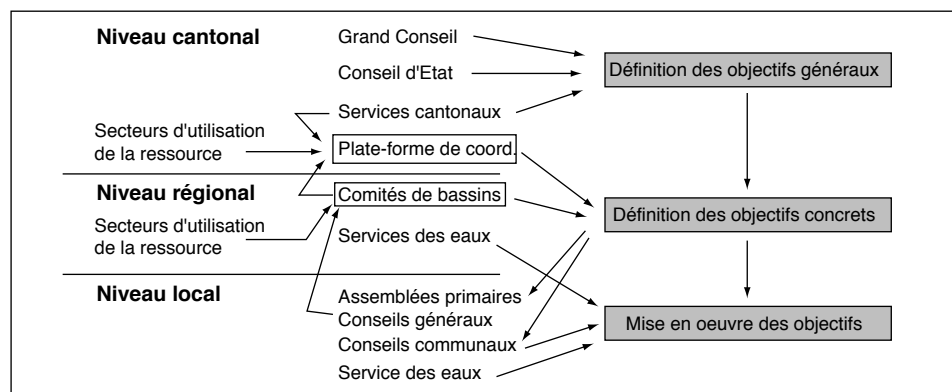 Niveau cantonal
Grand Conseil
Conseil d'Etat
Définition des objectifs généraux
Services cantonaux
Secteurs d'utilisation
de la ressource
Plate-forme de coord.
Niveau régional
Comités de bassins
Définition des objectifs concrets
Secteurs d'utilisation
de la ressource
Services des eaux
Niveau local
Assemblées primaires
Conseils généraux
Mise en oeuvre des objectifs
Conseils communaux
Service des eaux